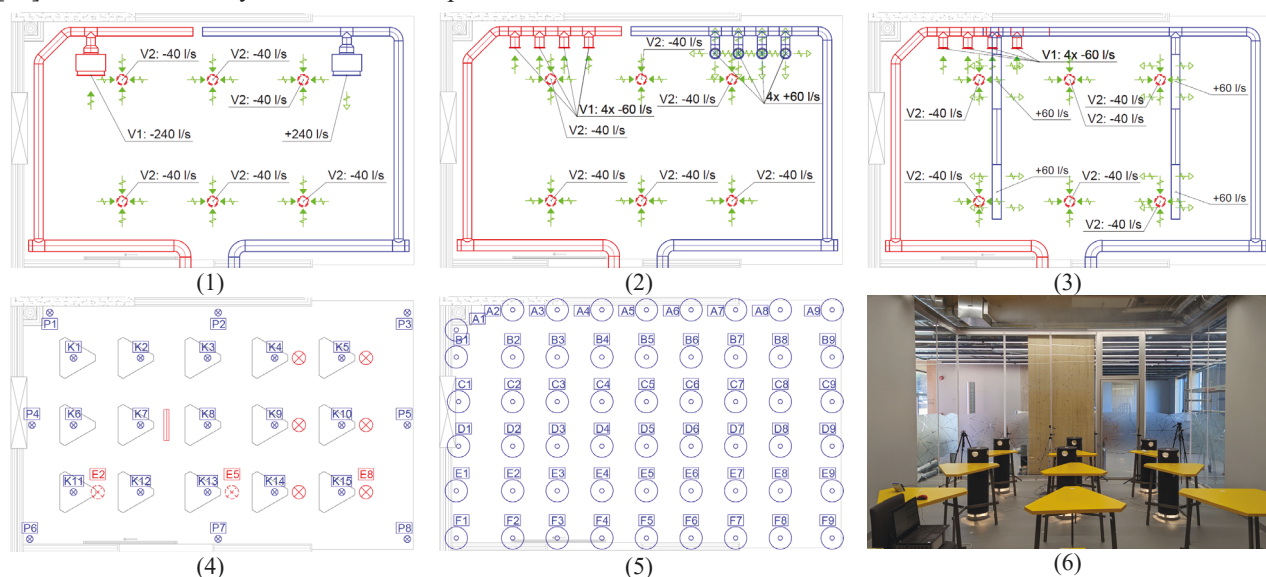 V2: -40 l/s V2: -40 l/s
V2: -40 l/s
V1: -240 l/s +240 l/s
V2: -40 l/s V2: -40 l/s V2: -40 l/s
(1)
V2: -40 l/s
V2: -40 l/s 4x +60 l/s
V1: 4x -60 l/s
V2: -40 l/s
V2: -40 l/s V2: -40 l/s V2: -40 l/s
(2)
V1: 4x -60 l/s
+60 l/s
V2: -40 l/s
V2: -40 l/s +60 l/s V2: -40 l/s
+60 l/s
V2: -40 l/s V2: -40 l/s
+60 l/s
V2: -40 l/s
(3)
P1 P2 P3
K1 K2 K3 K4 K5
P4 K6 K7 K8 K9 K10 P5
E2 E5 E8
K11 K12 K13 K14 K15
P6 P7 P8
(4)
A1 A2 A3 A4 A5 A6 A7 A8 A9
B1 B2 B3 B4 B5 B6 B7 B8 B9
C1 C2 C3 C4 C5 C6 C7 C8 C9
D1 D2 D3 D4 D5 D6 D7 D8 D9
E1 E2 E3 E4 E5 E6 E7 E8 E9
F1 F2 F3 F4 F5 F6 F7 F8 F9
(5)
(6)